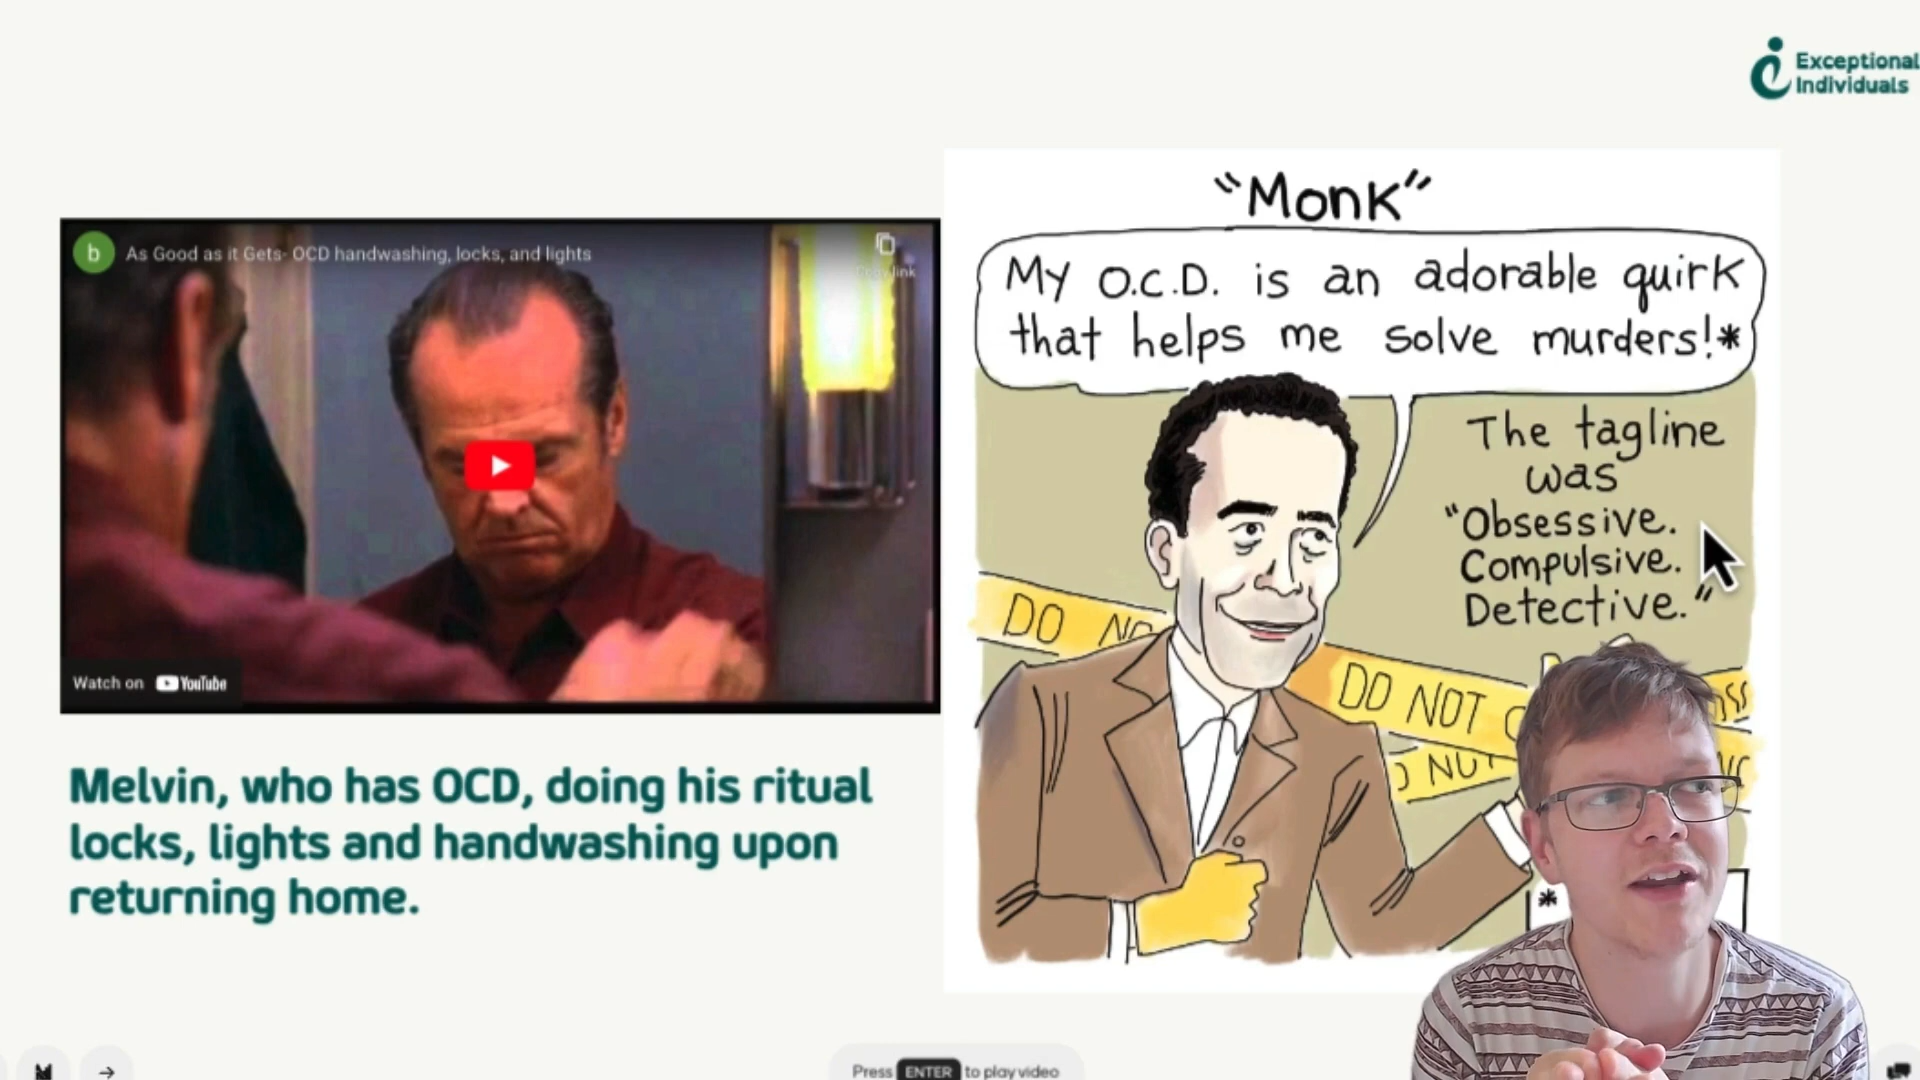 Exceptional
Individuals
b
As Good as it Gets- OCD handwashing, locks, and lights
Copy link
Watch on YouTube
Melvin, who has OCD, doing his ritual
locks, lights and handwashing upon
returning home.
"Monk"
My O.C.D. is an adorable quirk
that helps me solve murders!*
The tagline
was
"Obsessive.
Compulsive.
Detective."
DO
DO NOT
*
Press ENTER to play video